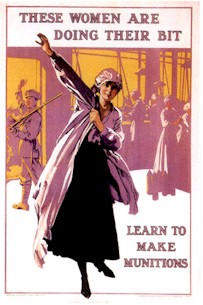 THESE WOMEN ARE
DOING THEIR BIT
LEARN TO
MAKE
MUNITIONS